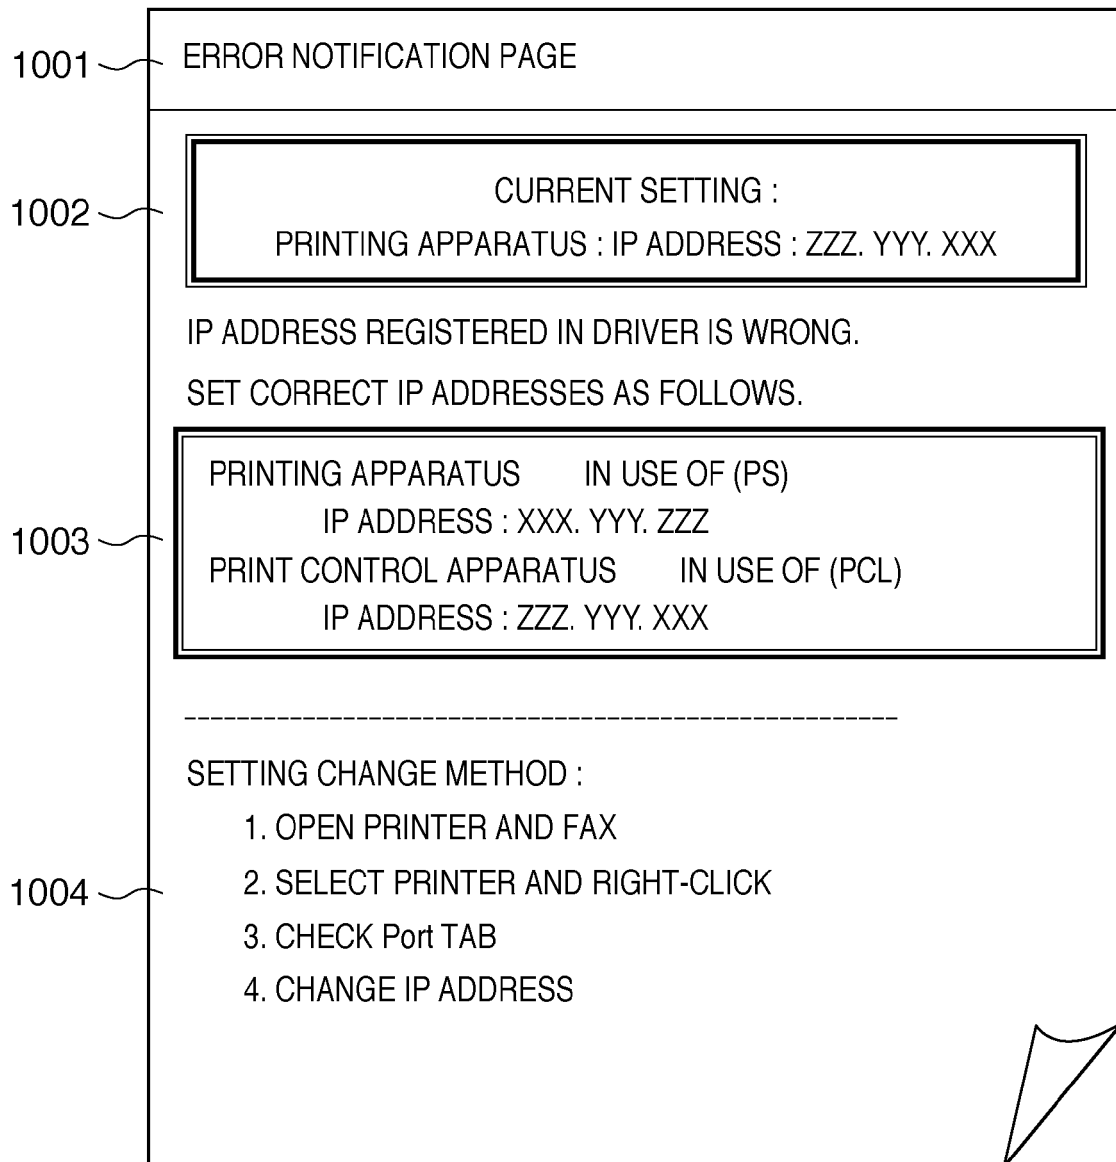 1001
ERROR NOTIFICATION PAGE
1002
CURRENT SETTING :
PRINTING APPARATUS : IP ADDRESS : ZZZ. YYY. XXX
IP ADDRESS REGISTERED IN DRIVER IS WRONG.
SET CORRECT IP ADDRESSES AS FOLLOWS.
1003
PRINTING APPARATUS IN USE OF (PS)
IP ADDRESS : XXX. YYY. ZZZ
PRINT CONTROL APPARATUS IN USE OF (PCL)
IP ADDRESS : ZZZ. YYY. XXX
------------------------------------------------------
SETTING CHANGE METHOD :
1. OPEN PRINTER AND FAX
1004
2. SELECT PRINTER AND RIGHT-CLICK
3. CHECK Port TAB
4. CHANGE IP ADDRESS